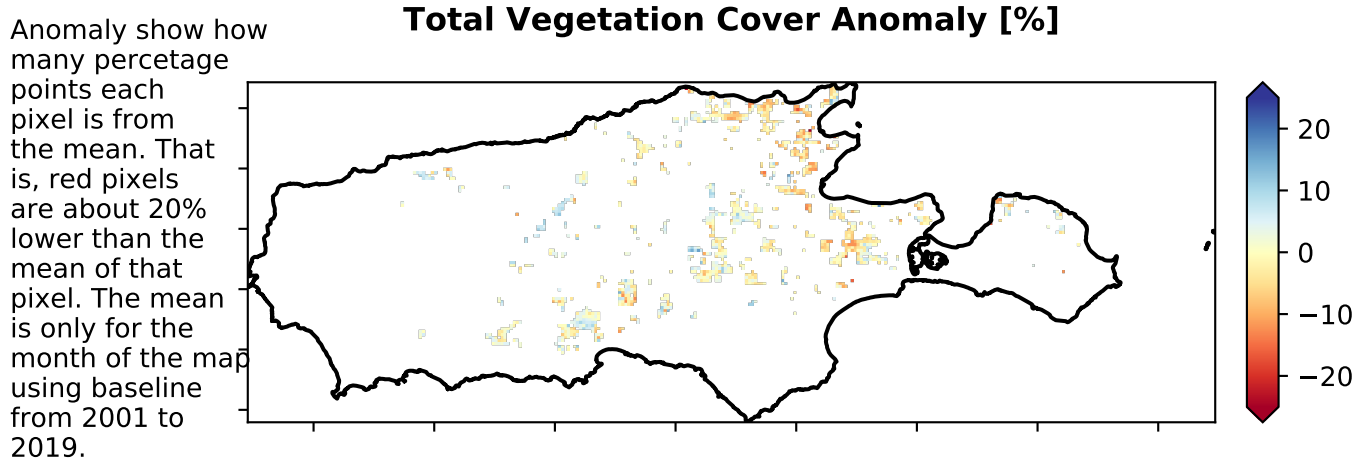 Total Vegetation Cover Anomaly [%]
Anomaly show how
many percetage
points each
pixel is from
the mean. That
is, red pixels
are about 20%
lower than the
mean of that
pixel. The mean
is only for the
month of the map
using baseline
from 2001 to
2019.
20
10
0
−10
−20